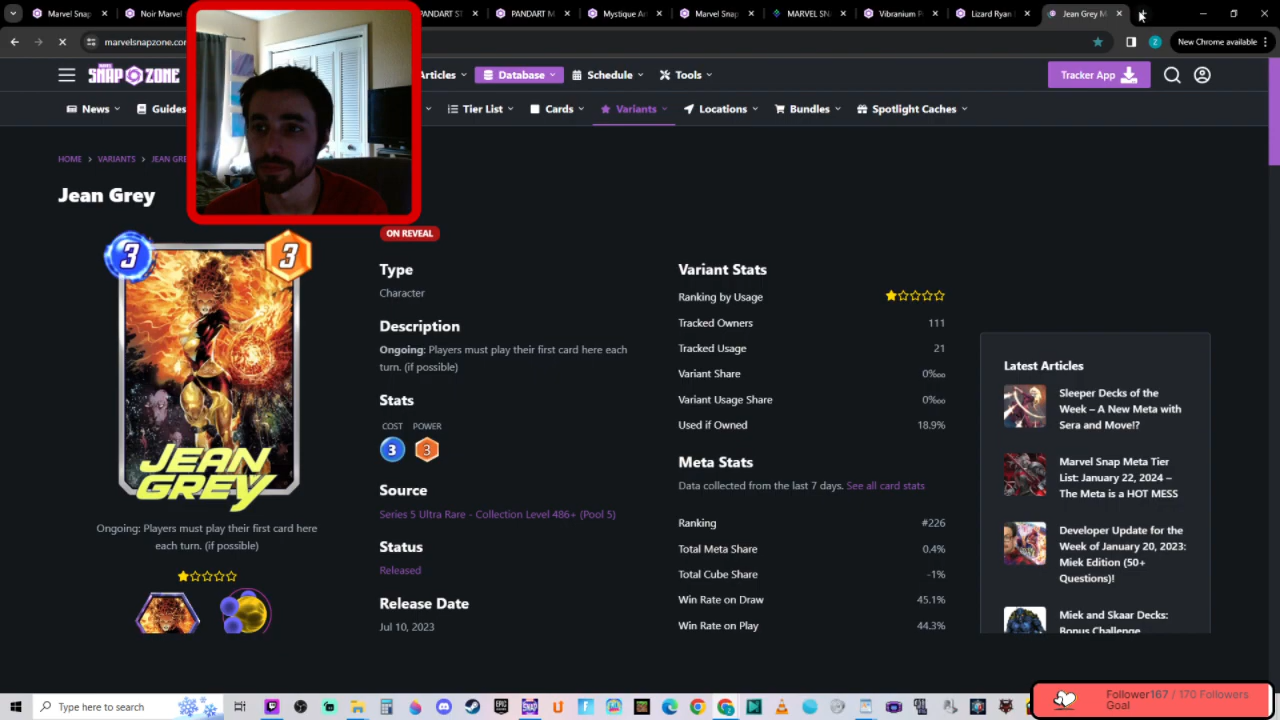 Marvel Snap
Noir Marvel
PANDART S
PANDART M
Mystique A
Marvel Snap
MARVEL SN
Vibranium P
Lizard Ryan
Jean Grey M
marvelsnapzone.com
New Chrome available
SNAP ZONE
Articles
Database
Schedule
Tools
Tracker App
News
Guides
Tier List
Cards
Variants
Locations
Bundles
Spotlight Caches
HOME > VARIANTS > JEAN GRE
Jean Grey
3
3
JEAN
GREY
Ongoing: Players must play their first card here
each turn. (if possible)
ON REVEAL
Type
Character
Description
Ongoing: Players must play their first card here each
turn. (if possible)
Stats
COST POWER
3 3
Source
Series 5 Ultra Rare - Collection Level 486+ (Pool 5)
Status
Released
Release Date
Jul 10, 2023
Variant Stats
Ranking by Usage
Tracked Owners 111
Tracked Usage 21
Variant Share 0‱
Variant Usage Share 0‱
Used if Owned 18.9%
Meta Stats
Data collected from the last 7 days. See all card stats
Ranking #226
Total Meta Share 0.4%
Total Cube Share -1%
Win Rate on Draw 45.1%
Win Rate on Play 44.3%
Latest Articles
Sleeper Decks of the
Week – A New Meta with
Sera and Move!?
Marvel Snap Meta Tier
List: January 22, 2024 –
The Meta is a HOT MESS
Developer Update for the
Week of January 20, 2023:
Miek Edition (50+
Questions)!
Miek and Skaar Decks:
Bonus Challenge
Type here to search
Follower 167 / 170 Followers
Goal